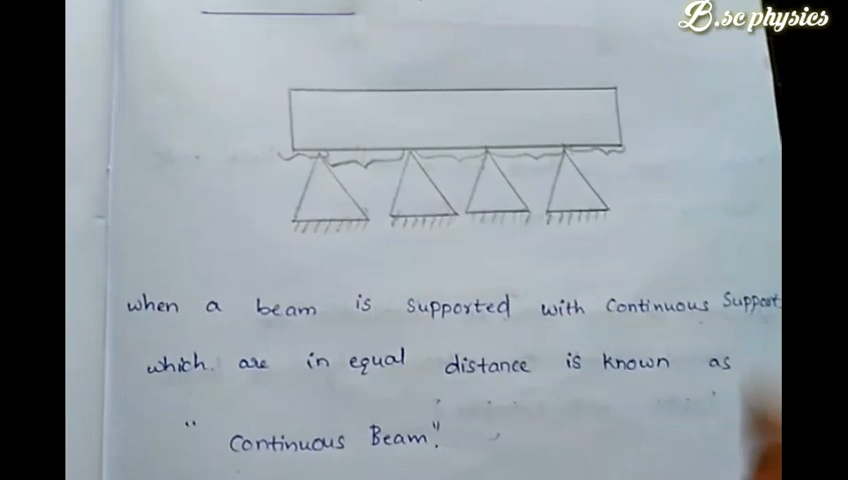 B.sc physics
when a beam is supported with continuous support
which are in equal distance is known as
" continuous Beam".